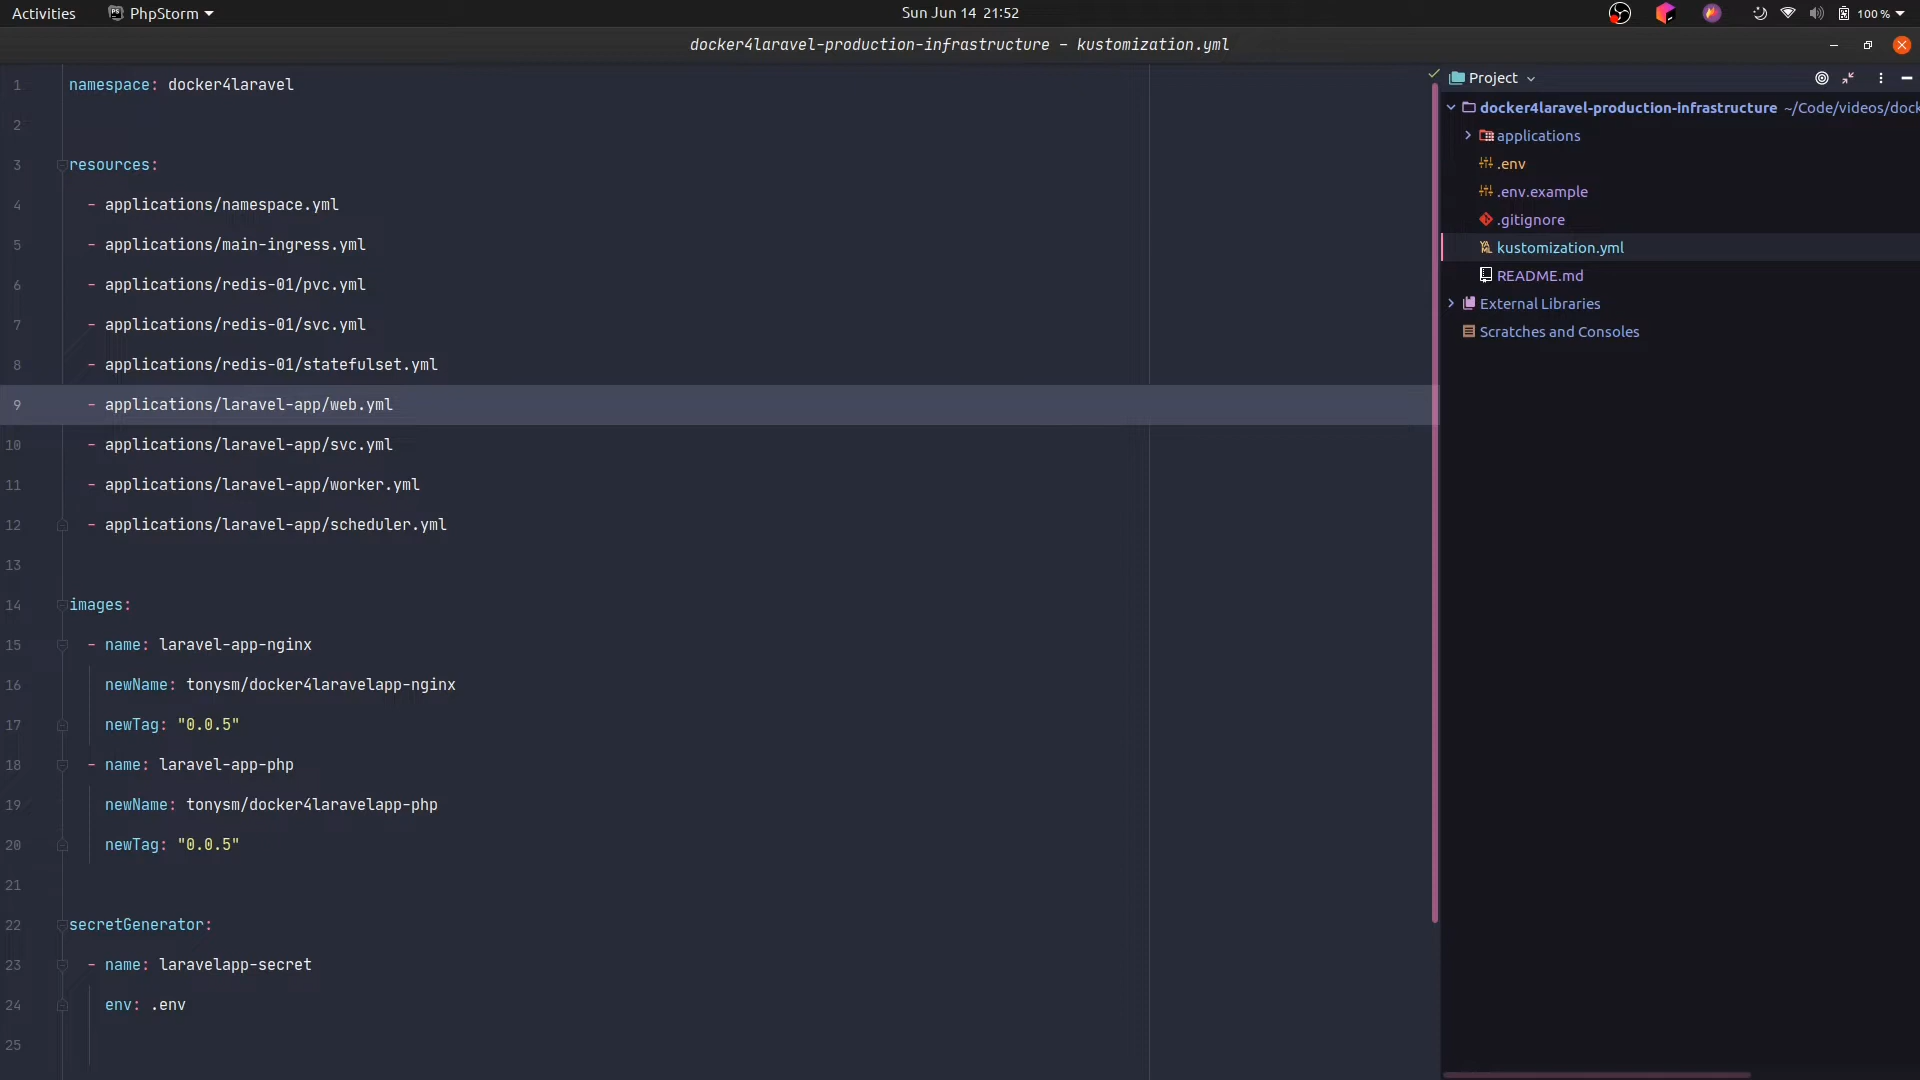 Activities PhpStorm Sun Jun 14 21:52 100 %
docker4laravel-production-infrastructure – kustomization.yml
1 namespace: docker4laravel
2
3 resources:
4 - applications/namespace.yml
5 - applications/main-ingress.yml
6 - applications/redis-01/pvc.yml
7 - applications/redis-01/svc.yml
8 - applications/redis-01/statefulset.yml
9 - applications/laravel-app/web.yml
10 - applications/laravel-app/svc.yml
11 - applications/laravel-app/worker.yml
12 - applications/laravel-app/scheduler.yml
13
14 images:
15 - name: laravel-app-nginx
16 newName: tonysm/docker4laravelapp-nginx
17 newTag: "0.0.5"
18 - name: laravel-app-php
19 newName: tonysm/docker4laravelapp-php
20 newTag: "0.0.5"
21
22 secretGenerator:
23 - name: laravelapp-secret
24 env: .env
25
Project
docker4laravel-production-infrastructure ~/Code/videos/dock
applications
.env
.env.example
.gitignore
kustomization.yml
README.md
External Libraries
Scratches and Consoles